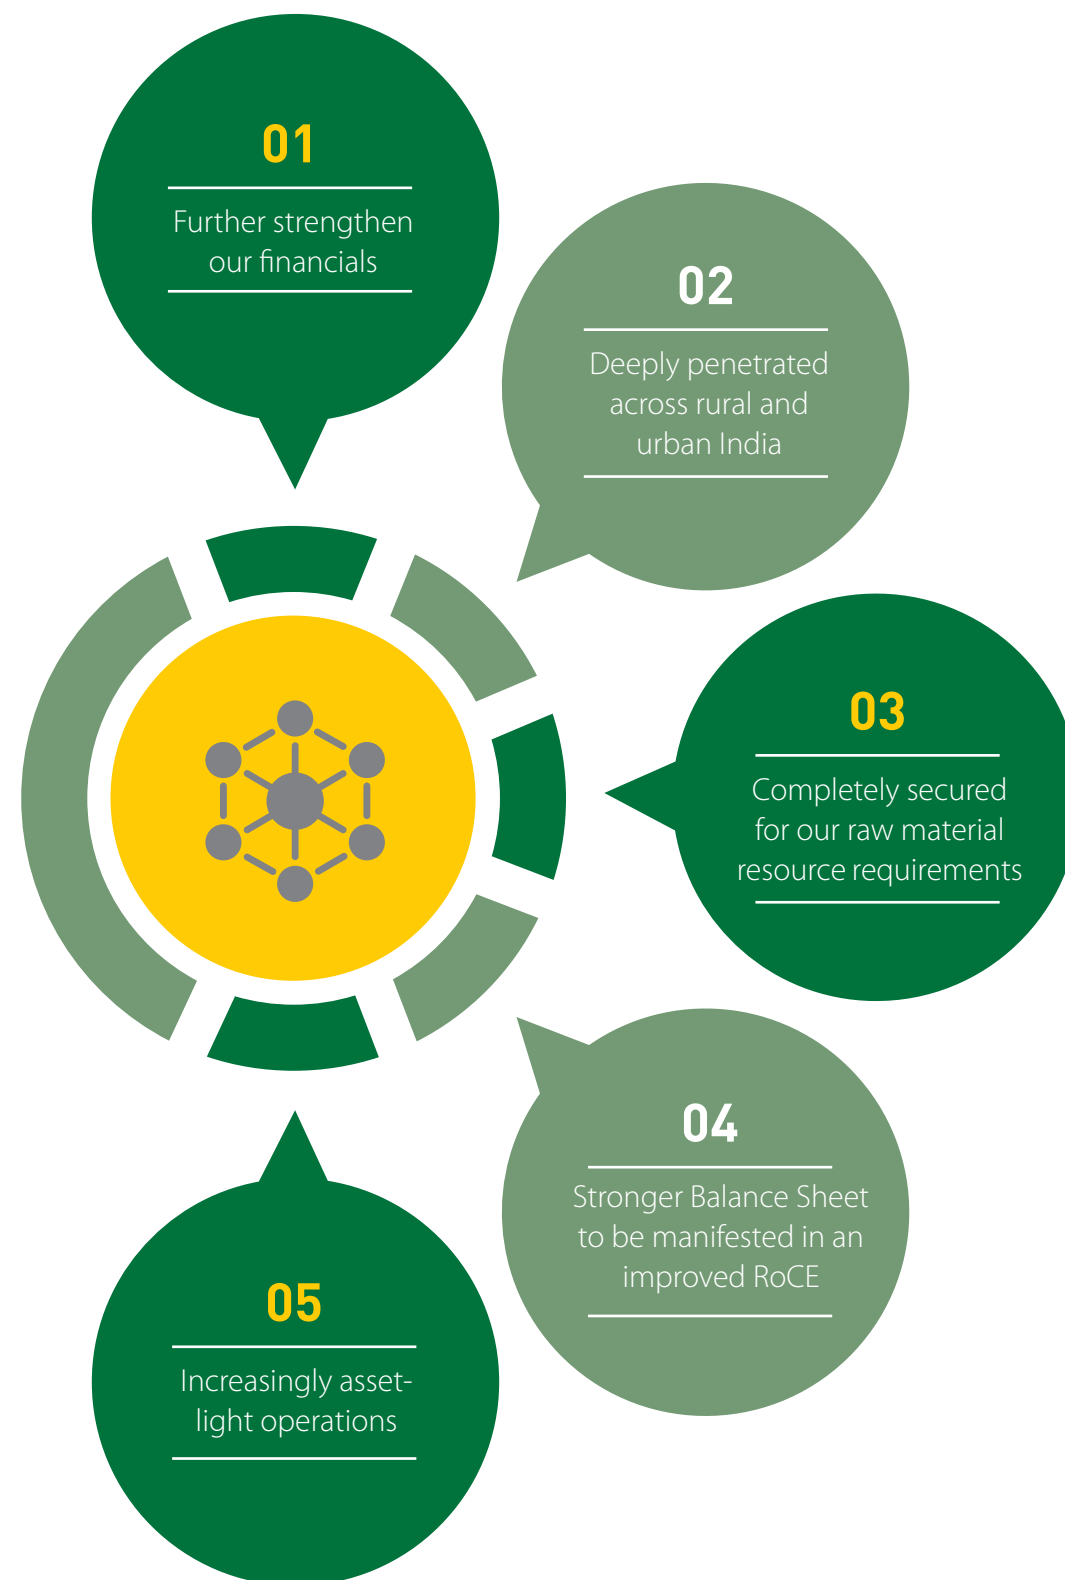 01
Further strengthen
our financials
02
Deeply penetrated
across rural and
urban India
03
Completely secured
for our raw material
resource requirements
04
Stronger Balance Sheet
to be manifested in an
improved RoCE
05
Increasingly asset-
light operations